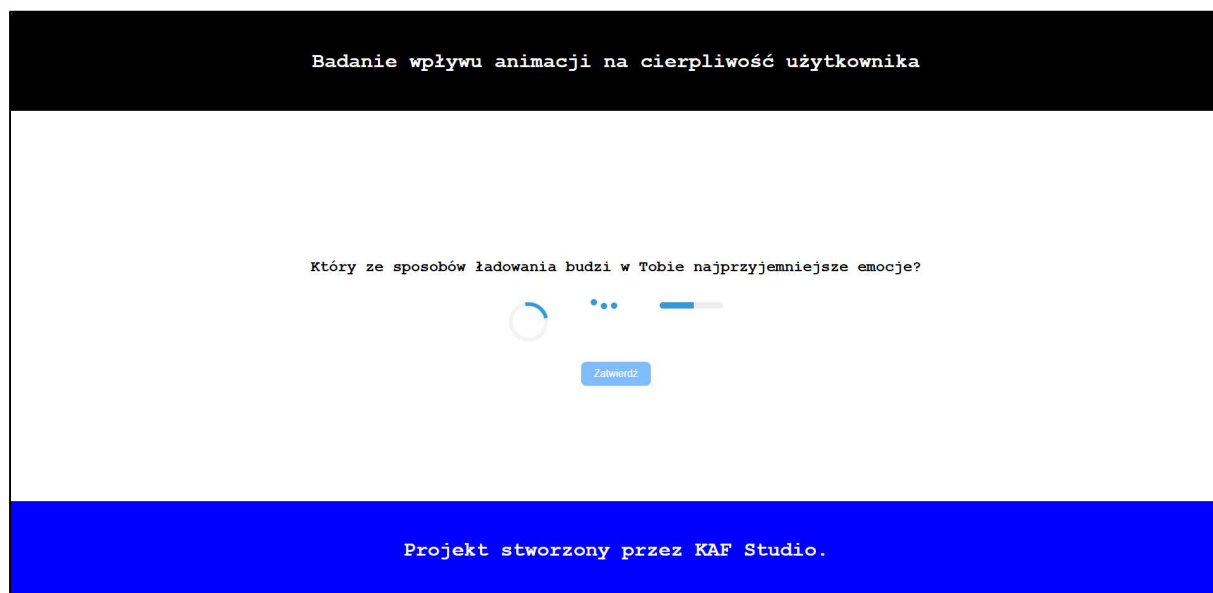 Badanie wpływu animacji na cierpliwość użytkownika
Który ze sposobów ładowania budzi w Tobie najprzyjemniejsze emocje?
Zatwierdź
Projekt stworzony przez KAF Studio.